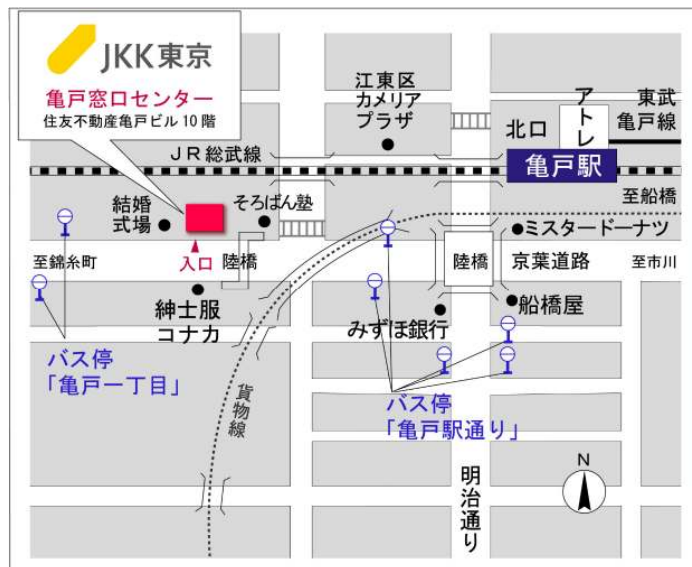 JKK東京
亀戸窓口センター
住友不動産亀戸ビル10階
江東区
カメリア
プラザ
アトレ
東武
亀戸線
北口
JR総武線
亀戸駅
至船橋
結婚
式場
そろばん塾
ミスタードーナツ
至錦糸町
入口
陸橋
陸橋
京葉道路
至市川
紳士服
コナカ
みずほ銀行
船橋屋
バス停
「亀戸一丁目」
貨物線
バス停
「亀戸駅通り」
明治通り
N